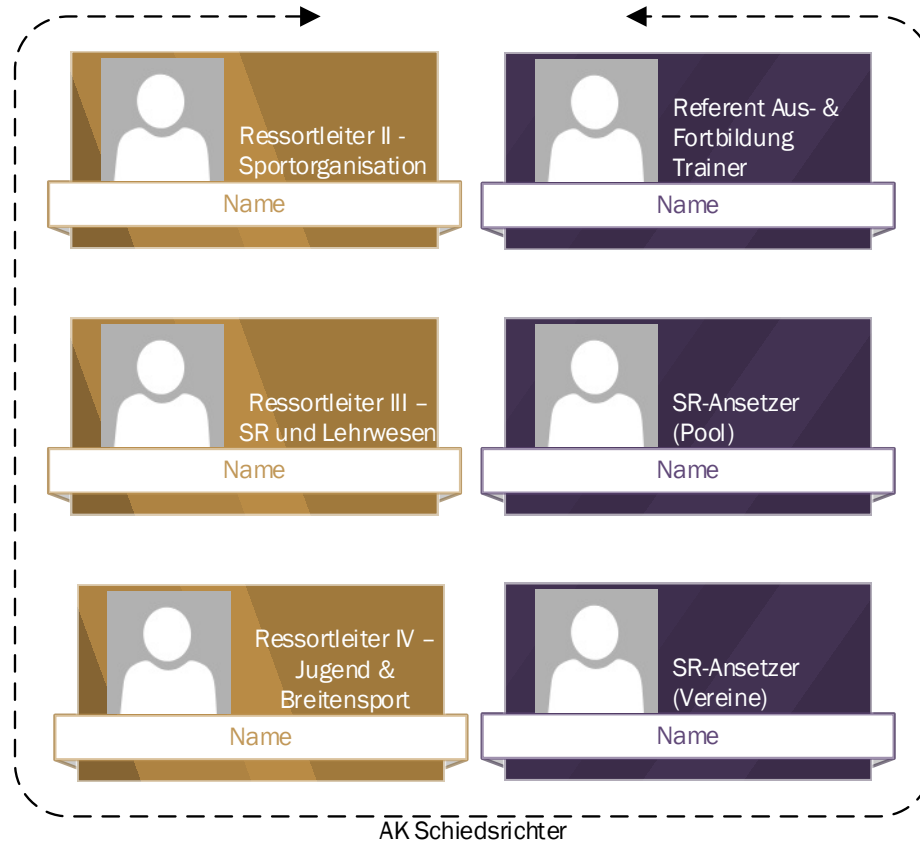 Ressortleiter II -
Sportorganisation
Name
Referent Aus- &
Fortbildung
Trainer
Name
Ressortleiter III –
SR und Lehrwesen
Name
SR-Ansetzer
(Pool)
Name
Ressortleiter IV –
Jugend &
Breitensport
Name
SR-Ansetzer
(Vereine)
Name
AK Schiedsrichter